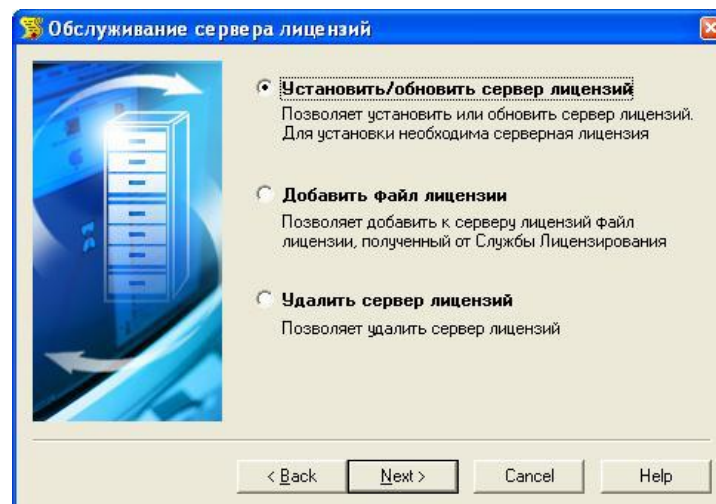 Обслуживание сервера лицензий
Установить/обновить сервер лицензий
Позволяет установить или обновить сервер лицензий.
Для установки необходима серверная лицензия
Добавить файл лицензии
Позволяет добавить к серверу лицензий файл
лицензии, полученный от Службы Лицензирования
Удалить сервер лицензий
Позволяет удалить сервер лицензий
< Back
Next >
Cancel
Help